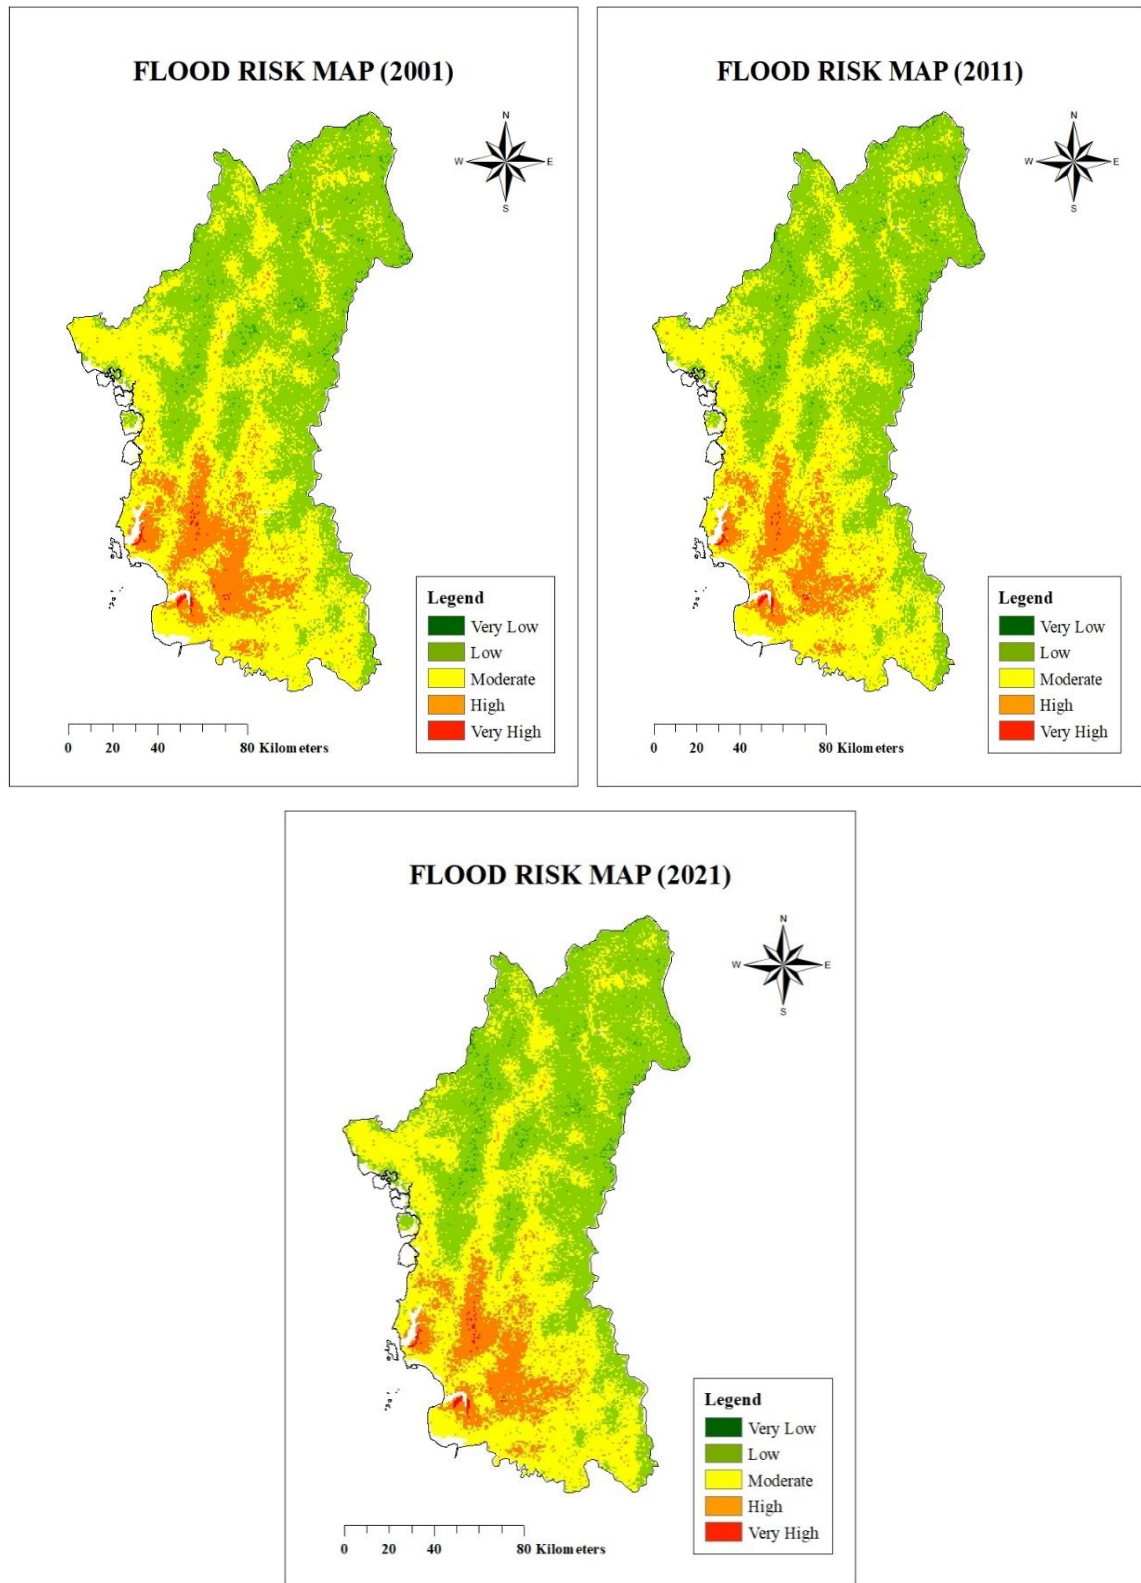 FLOOD RISK MAP (2001)
N
W E
S
Legend
Very Low
Low
Moderate
High
Very High
0 20 40 80 Kilometers
FLOOD RISK MAP (2011)
N
W E
S
Legend
Very Low
Low
Moderate
High
Very High
0 20 40 80 Kilometers
FLOOD RISK MAP (2021)
N
W E
S
Legend
Very Low
Low
Moderate
High
Very High
0 20 40 80 Kilometers